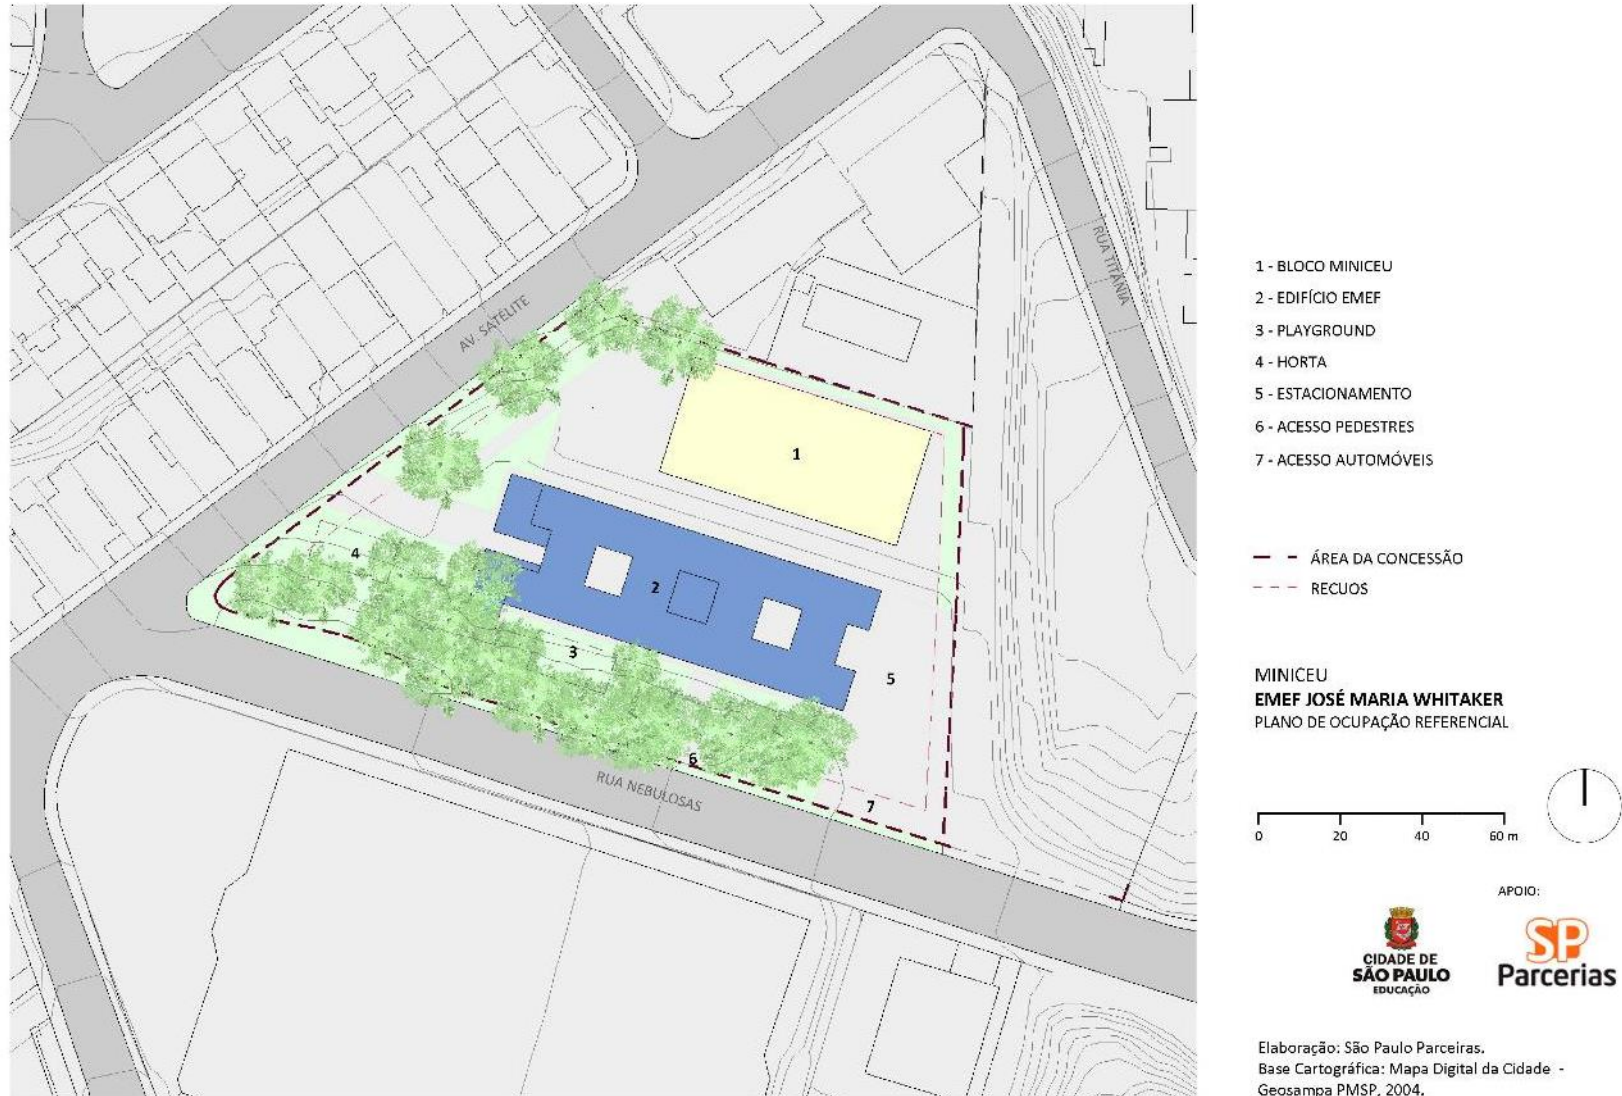 AV. SATÉLITE
RUA TITÂNIA
1
2
3
4
5
6
7
RUA NEBULOSAS
1 - BLOCO MINICEU
2 - EDIFÍCIO EMEF
3 - PLAYGROUND
4 - HORTA
5 - ESTACIONAMENTO
6 - ACESSO PEDESTRES
7 - ACESSO AUTOMÓVEIS
ÁREA DA CONCESSÃO
RECUOS
MINICEU
EMEF JOSÉ MARIA WHITAKER
PLANO DE OCUPAÇÃO REFERENCIAL
0 20 40 60 m
APOIO:
CIDADE DE
SÃO PAULO
EDUCAÇÃO
SP
Parcerias
Elaboração: São Paulo Parceiras.
Base Cartográfica: Mapa Digital da Cidade -
Geosampa PMSP, 2004.